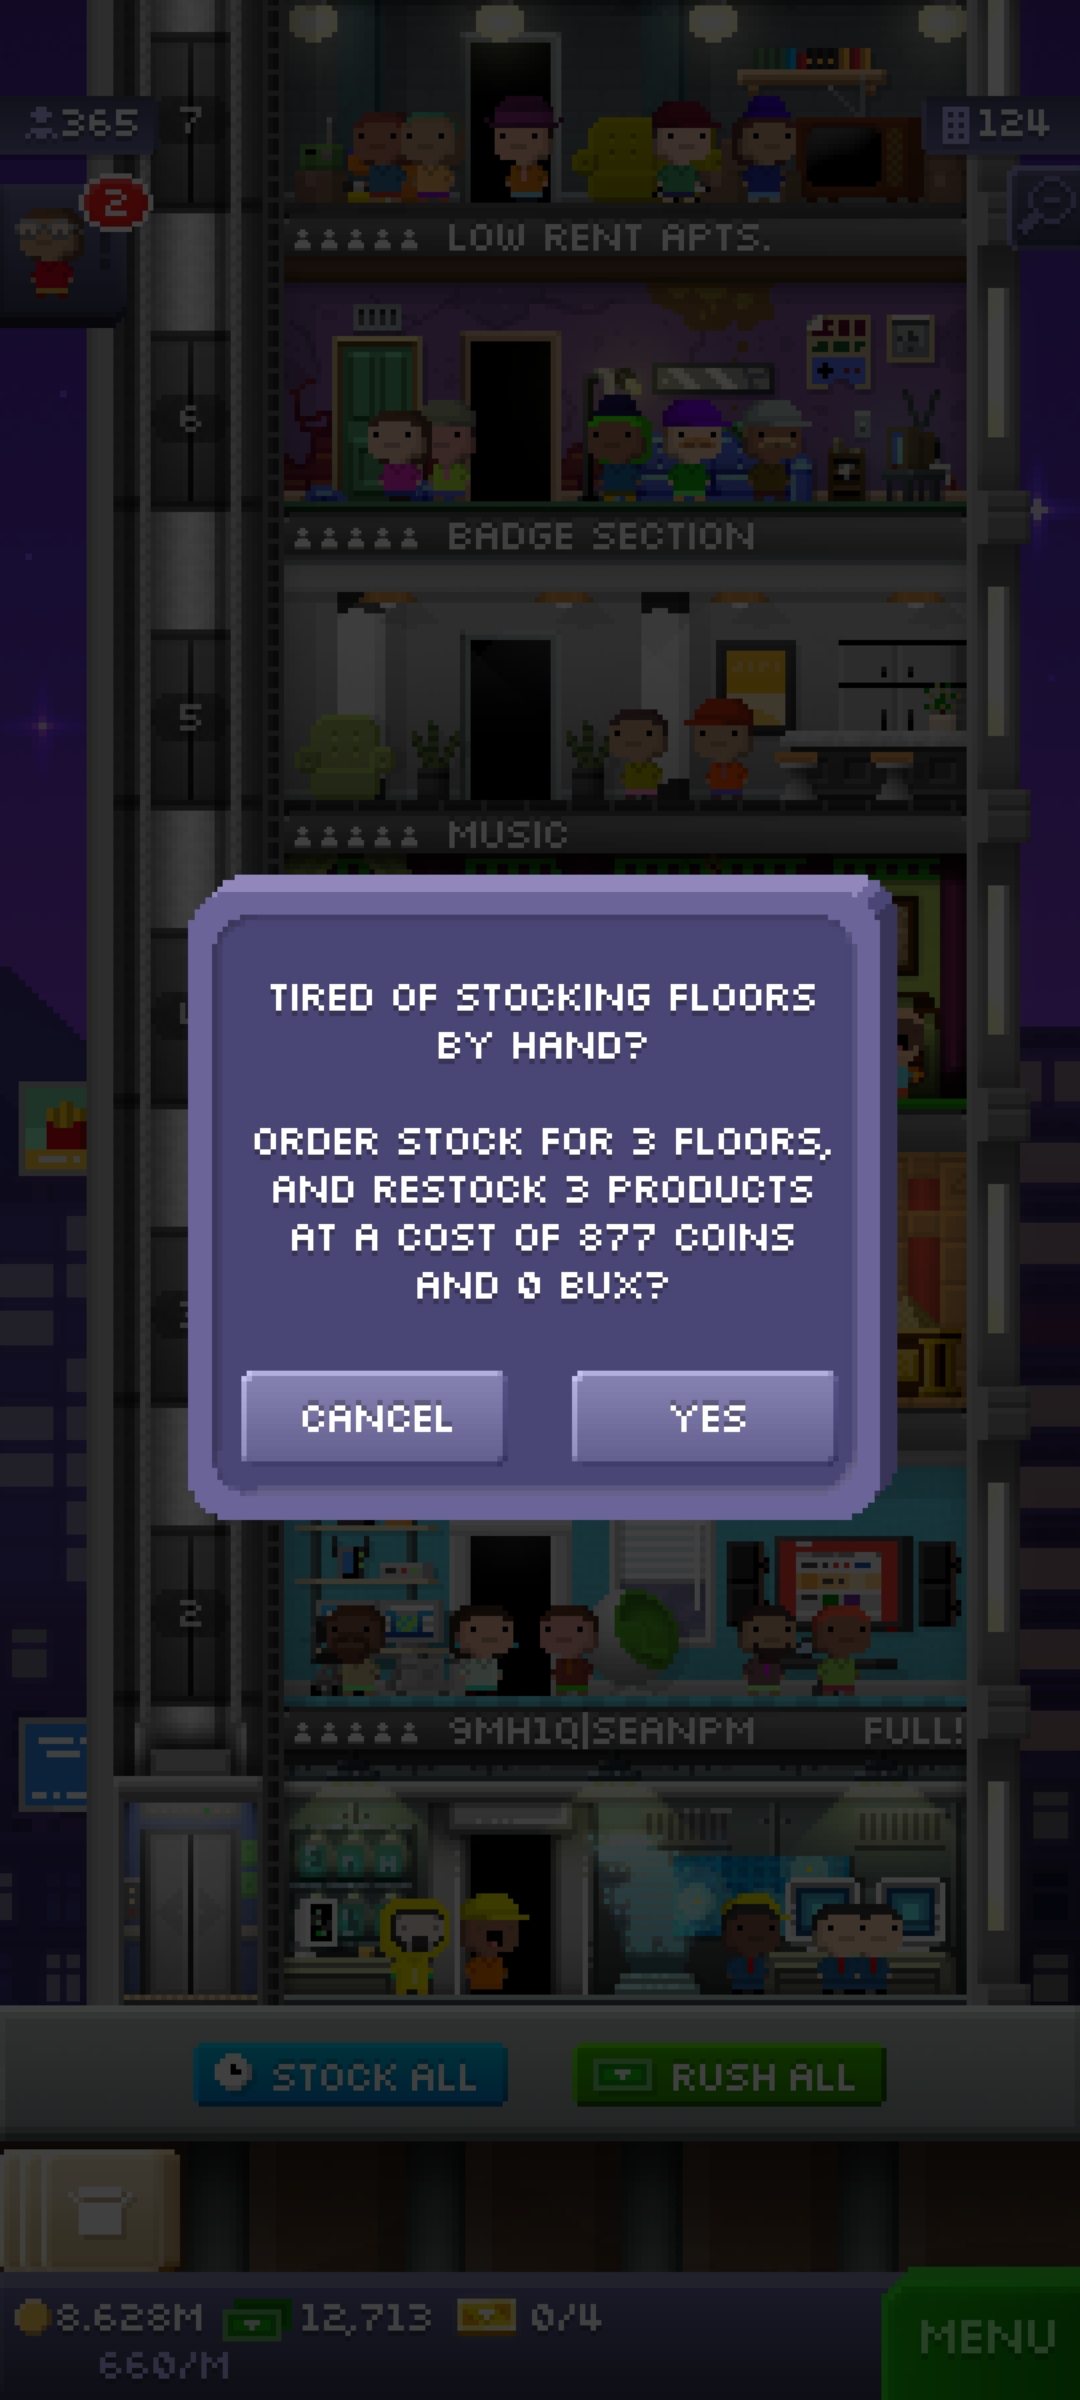 365
7
124
2
LOW RENT APTS.
6
BADGE SECTION
5
MUSIC
TIRED OF STOCKING FLOORS
BY HAND?
ORDER STOCK FOR 3 FLOORS,
AND RESTOCK 3 PRODUCTS
AT A COST OF 877 COINS
AND 0 BUX?
CANCEL
YES
2
9MH1Q|SEANPM
FULL!
STOCK ALL
RUSH ALL
8.628M
12,713
0/4
660/M
MENU